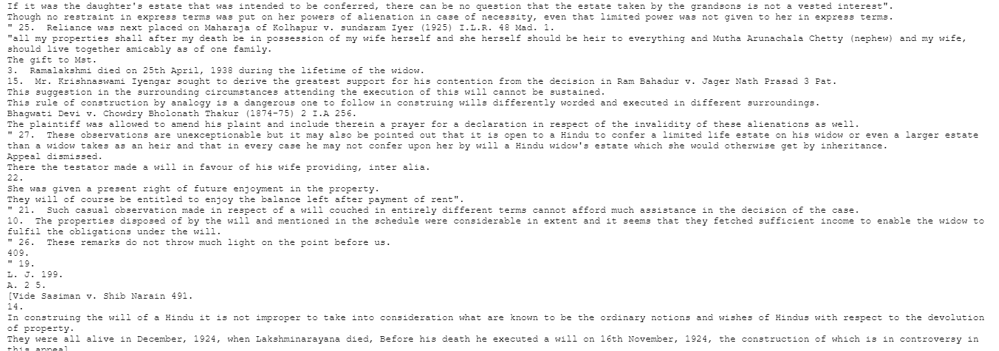 If it was the daughter's estate that was intended to be conferred, there can be no question that the estate taken by the grandsons is not a vested interest".
Though no restraint in express terms was put on her powers of alienation in case of necessity, even that limited power was not given to her in express terms.
" 25.  Reliance was next placed on Maharaja of Kolhapur v. sundaram Iyer (1925) I.L.R. 48 Mad. 1.
"all my properties shall after my death be in possession of my wife herself and she herself should be heir to everything and Mutha Arunachala Chetty (nephew) and my wife,
should live together amicably as of one family.
The gift to Mst.
3.  Ramalakshmi died on 25th April, 1938 during the lifetime of the widow.
15.  Mr. Krishnaswami Iyengar sought to derive the greatest support for his contention from the decision in Ram Bahadur v. Jager Nath Prasad 3 Pat.
This suggestion in the surrounding circumstances attending the execution of this will cannot be sustained.
This rule of construction by analogy is a dangerous one to follow in construing wills differently worded and executed in different surroundings.
Bhagwati Devi v. Chowdry Bholonath Thakur (1874-75) 2 I.A 256.
The plaintiff was allowed to amend his plaint and include therein a prayer for a declaration in respect of the invalidity of these alienations as well.
" 27.  These observations are unexceptionable but it may also be pointed out that it is open to a Hindu to confer a limited life estate on his widow or even a larger estate
than a widow takes as an heir and that in every case he may not confer upon her by will a Hindu widow's estate which she would otherwise get by inheritance.
Appeal dismissed.
There the testator made a will in favour of his wife providing, inter alia.
22.
She was given a present right of future enjoyment in the property.
They will of course be entitled to enjoy the balance left after payment of rent".
" 21.  Such casual observation made in respect of a will couched in entirely different terms cannot afford much assistance in the decision of the case.
10.  The properties disposed of by the will and mentioned in the schedule were considerable in extent and it seems that they fetched sufficient income to enable the widow to
fulfil the obligations under the will.
" 26.  These remarks do not throw much light on the point before us.
409.
" 19.
L. J. 199.
A. 2 5.
[Vide Sasiman v. Shib Narain 491.
14.
In construing the will of a Hindu it is not improper to take into consideration what are known to be the ordinary notions and wishes of Hindus with respect to the devolution
of property.
They were all alive in December, 1924, when Lakshminarayana died, Before his death he executed a will on 16th November, 1924, the construction of which is in controversy in
this appeal